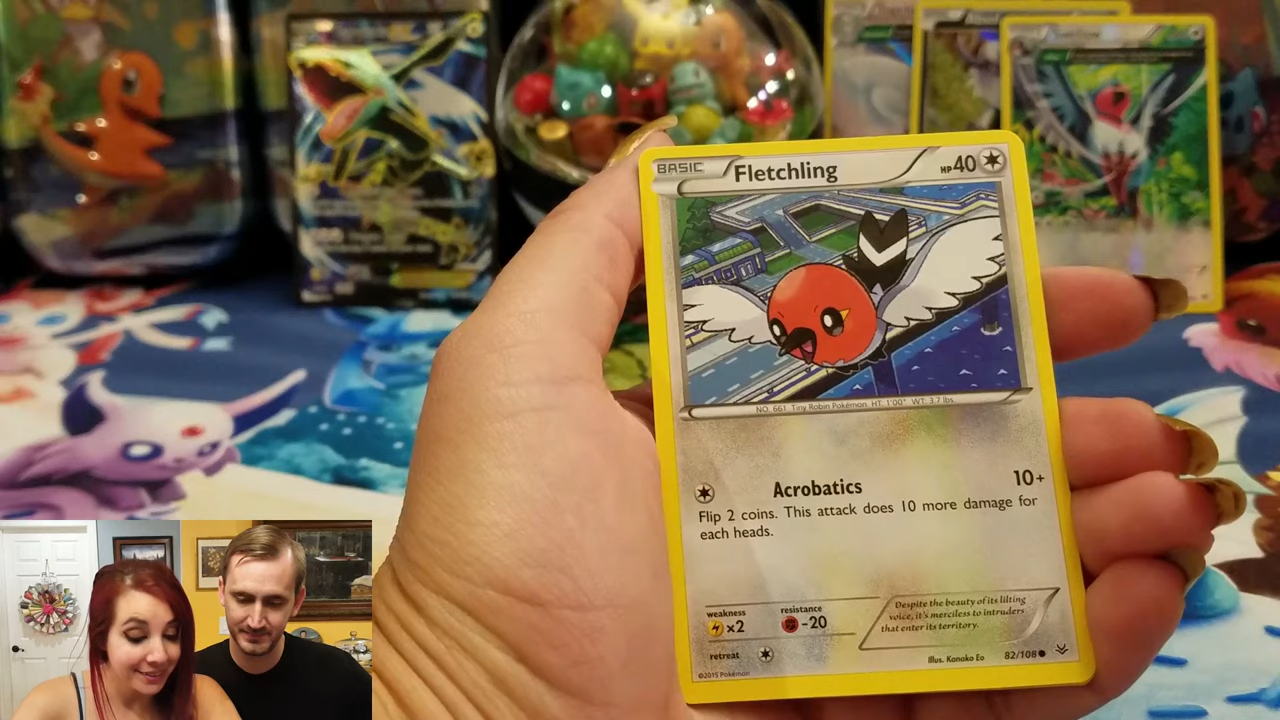 BASIC Fletchling HP40
NO. 661 Tiny Robin Pokémon. HT: 1'00" WT: 3.7 lbs.
Acrobatics 10+
Flip 2 coins. This attack does 10 more damage for
each heads.
weakness resistance
×2 -20
retreat
Despite the beauty of its lilting
voice, it's merciless to intruders
that enter its territory.
Illus. Kanako Eo 82/108
©2015 Pokémon